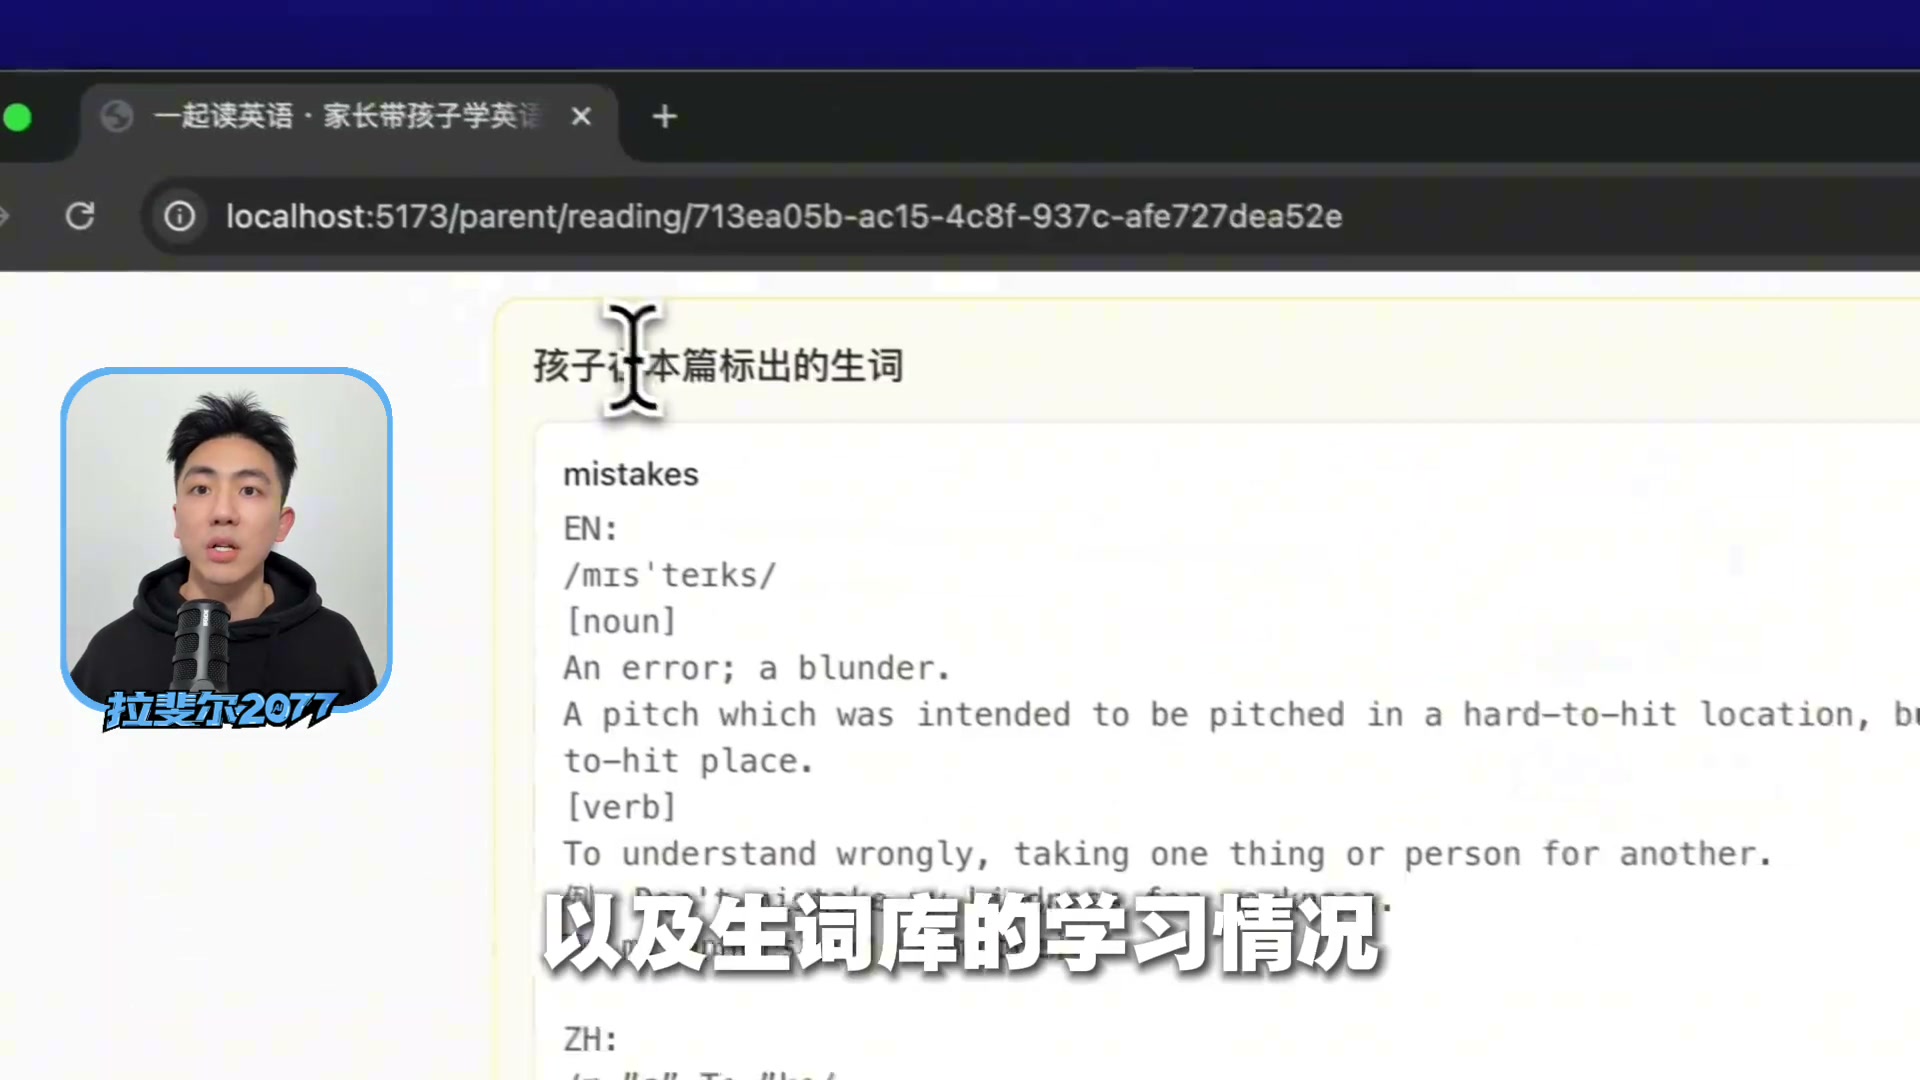 一起读英语 · 家长带孩子学英语
localhost:5173/parent/reading/713ea05b-ac15-4c8f-937c-afe727dea52e
孩子在本篇标出的生词
mistakes
EN:
/mɪsˈteɪks/
[noun]
An error; a blunder.
A pitch which was intended to be pitched in a hard-to-hit location, bu
to-hit place.
[verb]
To understand wrongly, taking one thing or person for another.
以及生词库的学习情况
ZH:
拉斐尔2077